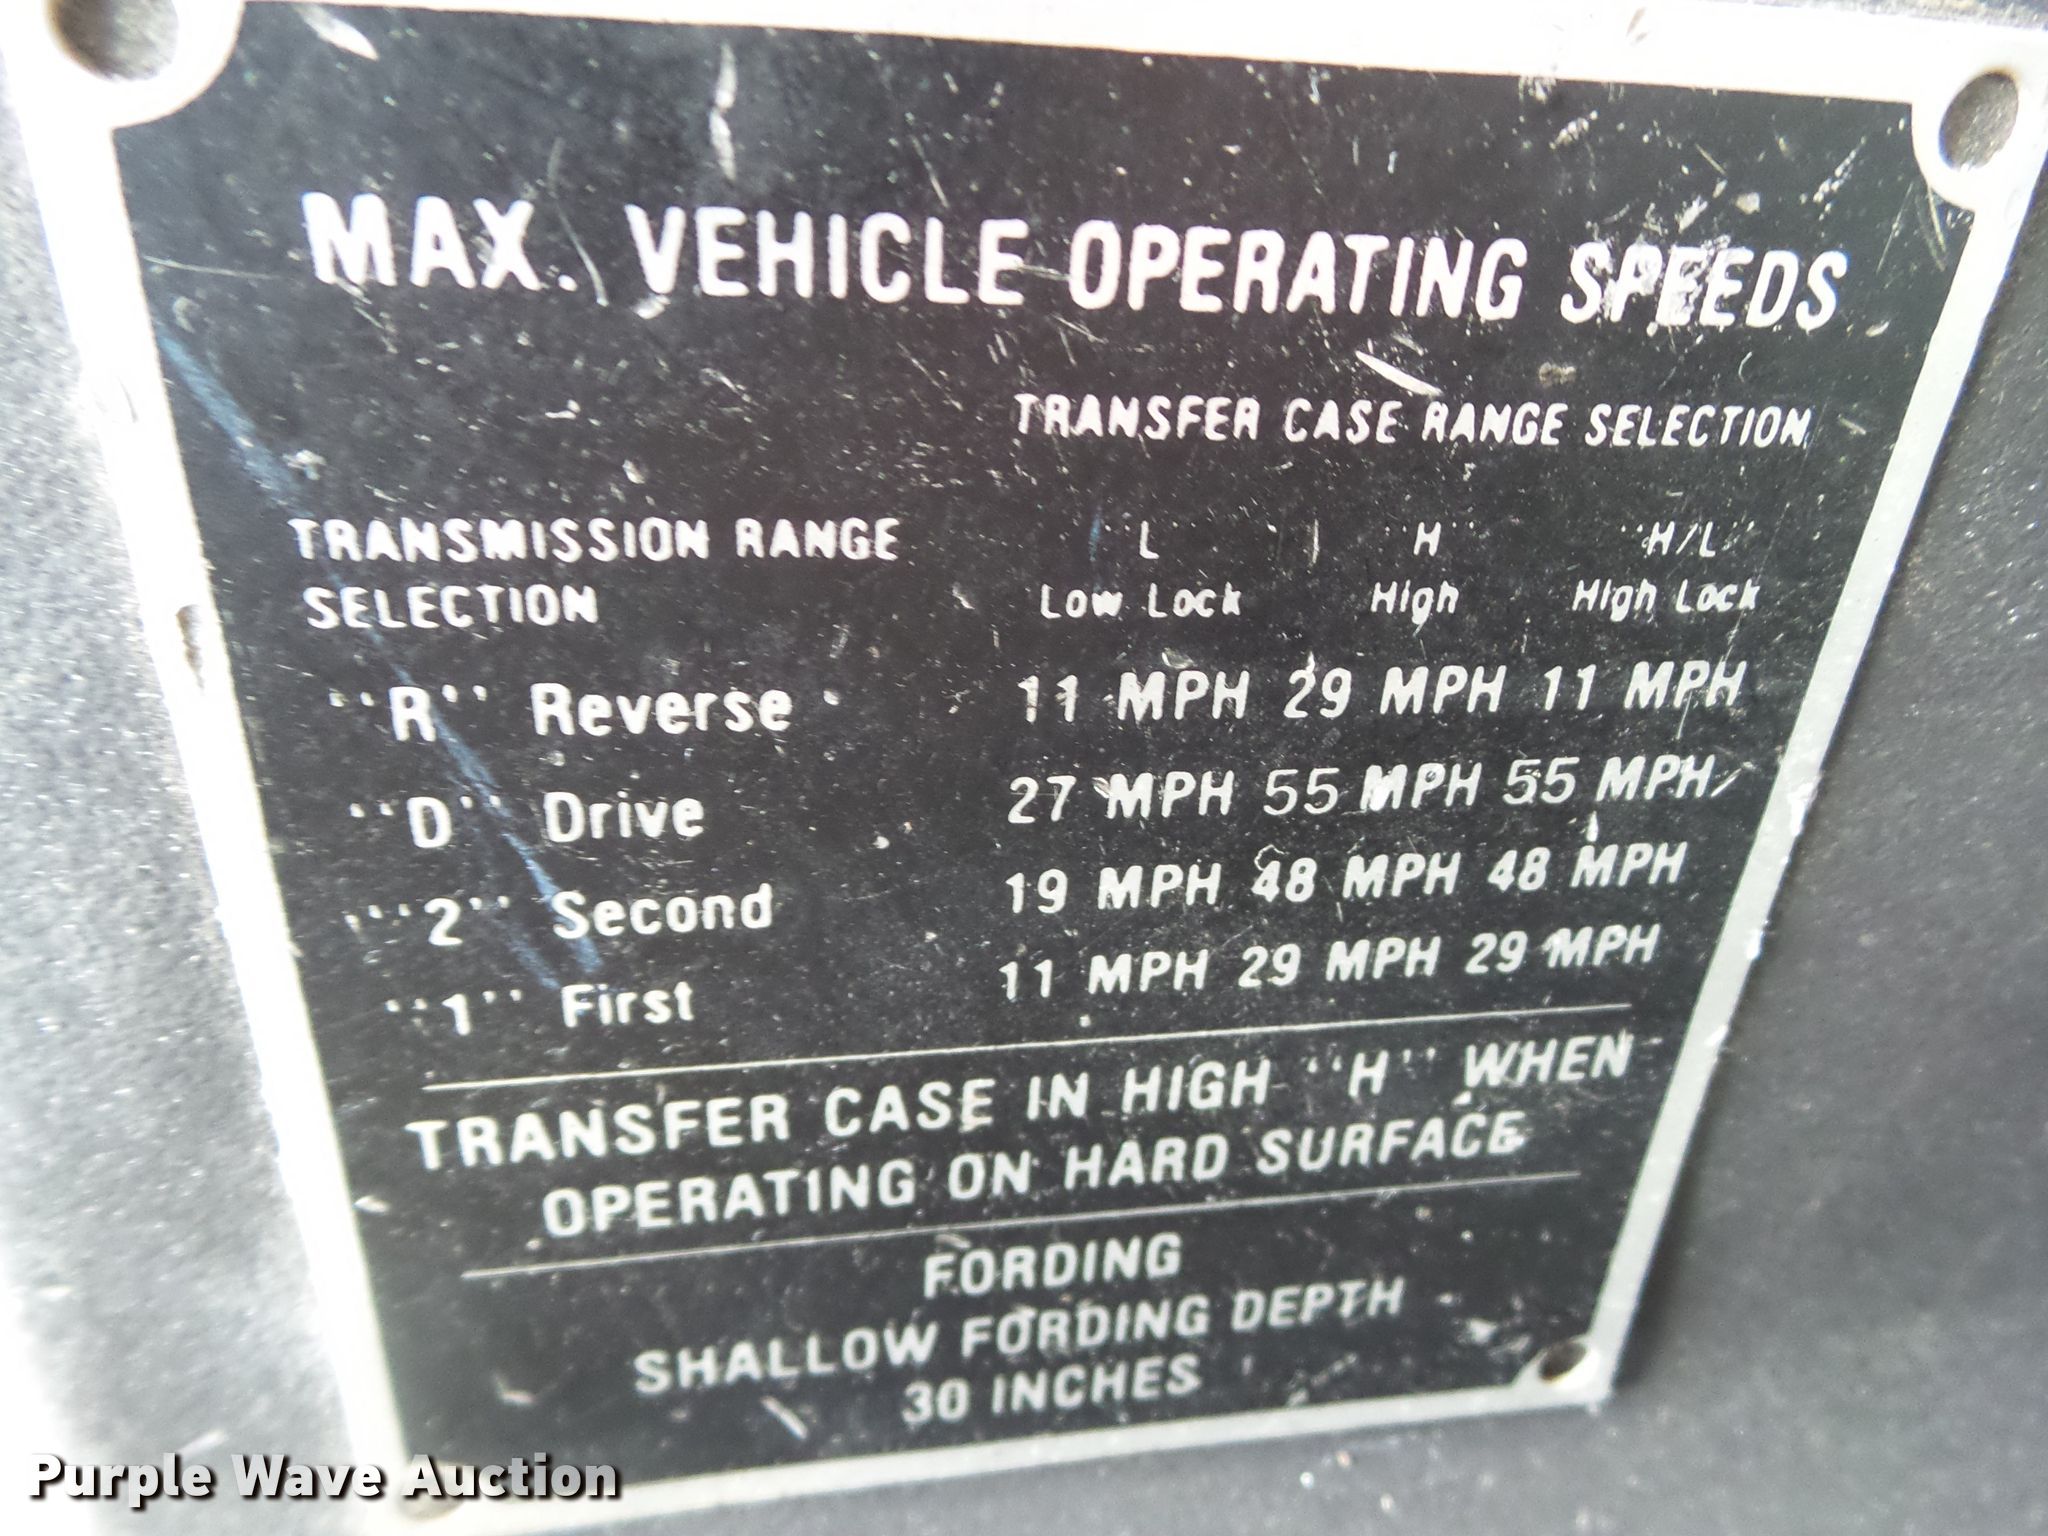 MAX. VEHICLE OPERATING SPEEDS
TRANSFER CASE RANGE SELECTION
TRANSMISSION RANGE SELECTION
"L" "H" "H/L"
Low Lock High High Lock
"R" Reverse 11 MPH 29 MPH 11 MPH
"D" Drive 27 MPH 55 MPH 55 MPH
"2" Second 19 MPH 48 MPH 48 MPH
"1" First 11 MPH 29 MPH 29 MPH
TRANSFER CASE IN HIGH "H" WHEN
OPERATING ON HARD SURFACE
FORDING
SHALLOW FORDING DEPTH
30 INCHES
Purple Wave Auction